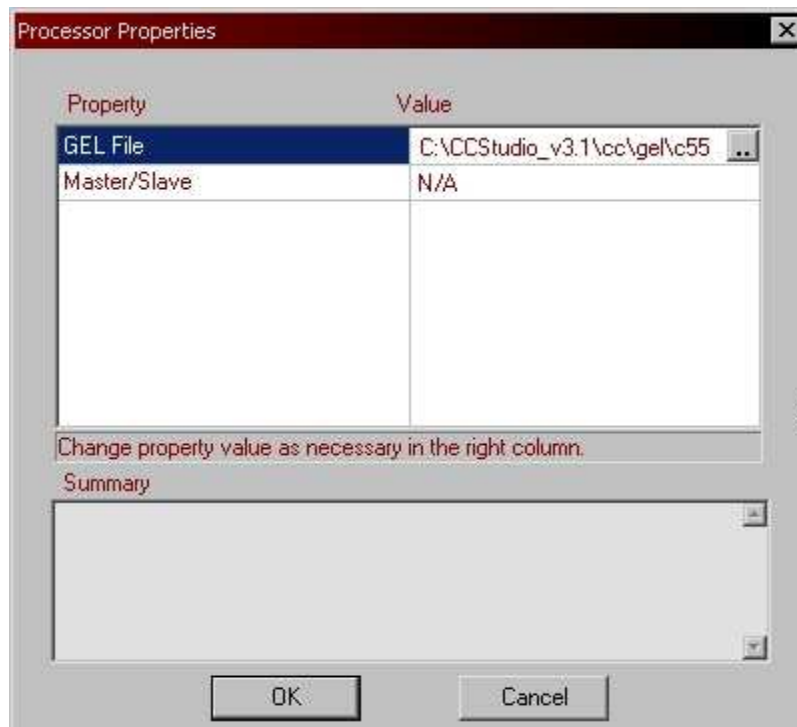 Processor Properties
Property Value
GEL File C:\CCStudio_v3.1\cc\gel\c55 ..
Master/Slave N/A
Change property value as necessary in the right column.
Summary
OK Cancel